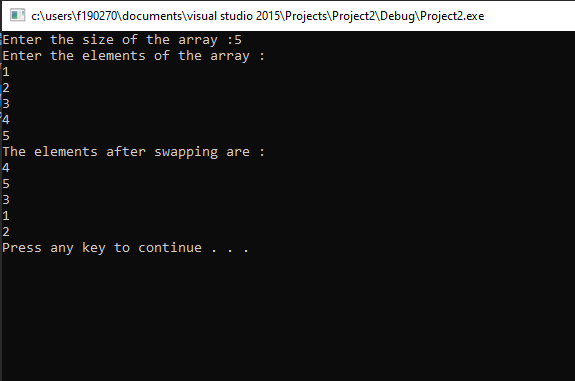 c:\users\f190270\documents\visual studio 2015\Projects\Project2\Debug\Project2.exe
Enter the size of the array :5
Enter the elements of the array :
1
2
3
4
5
The elements after swapping are :
4
5
3
1
2
Press any key to continue . . .